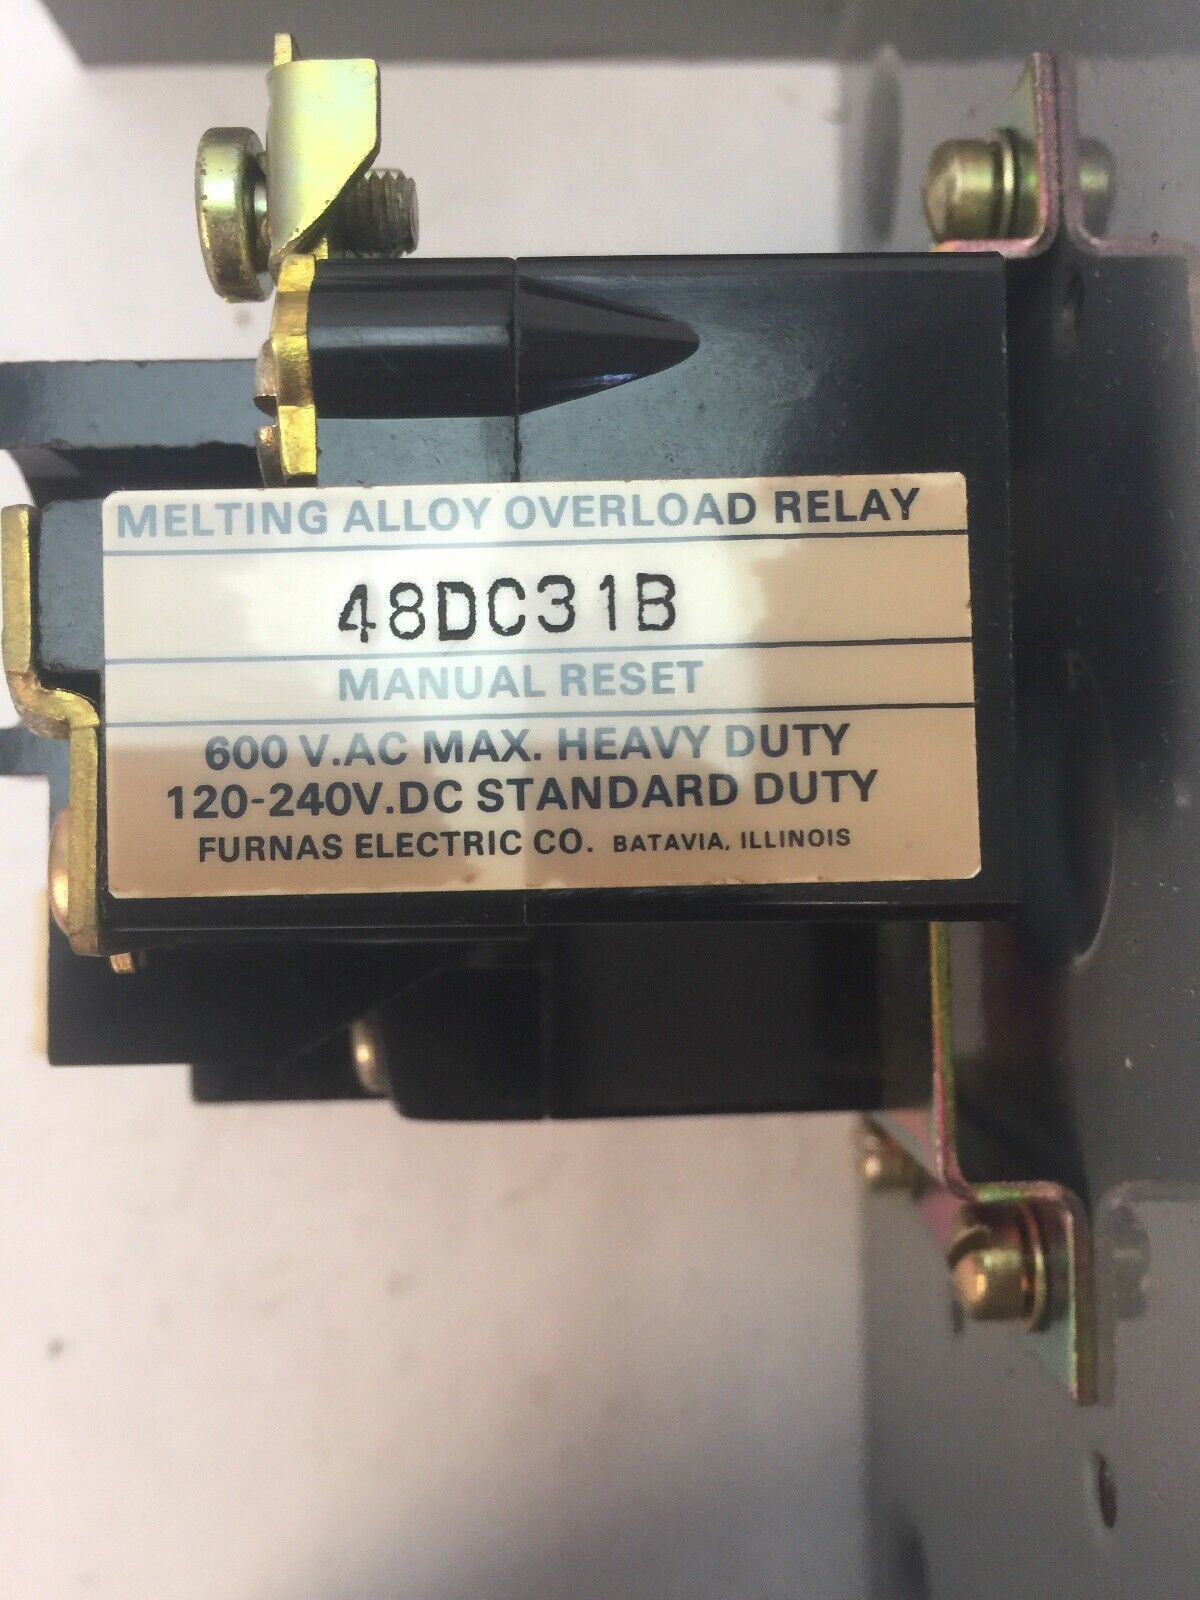 MELTING ALLOY OVERLOAD RELAY
48DC31B
MANUAL RESET
600 V.AC MAX. HEAVY DUTY
120-240V.DC STANDARD DUTY
FURNAS ELECTRIC CO. BATAVIA, ILLINOIS